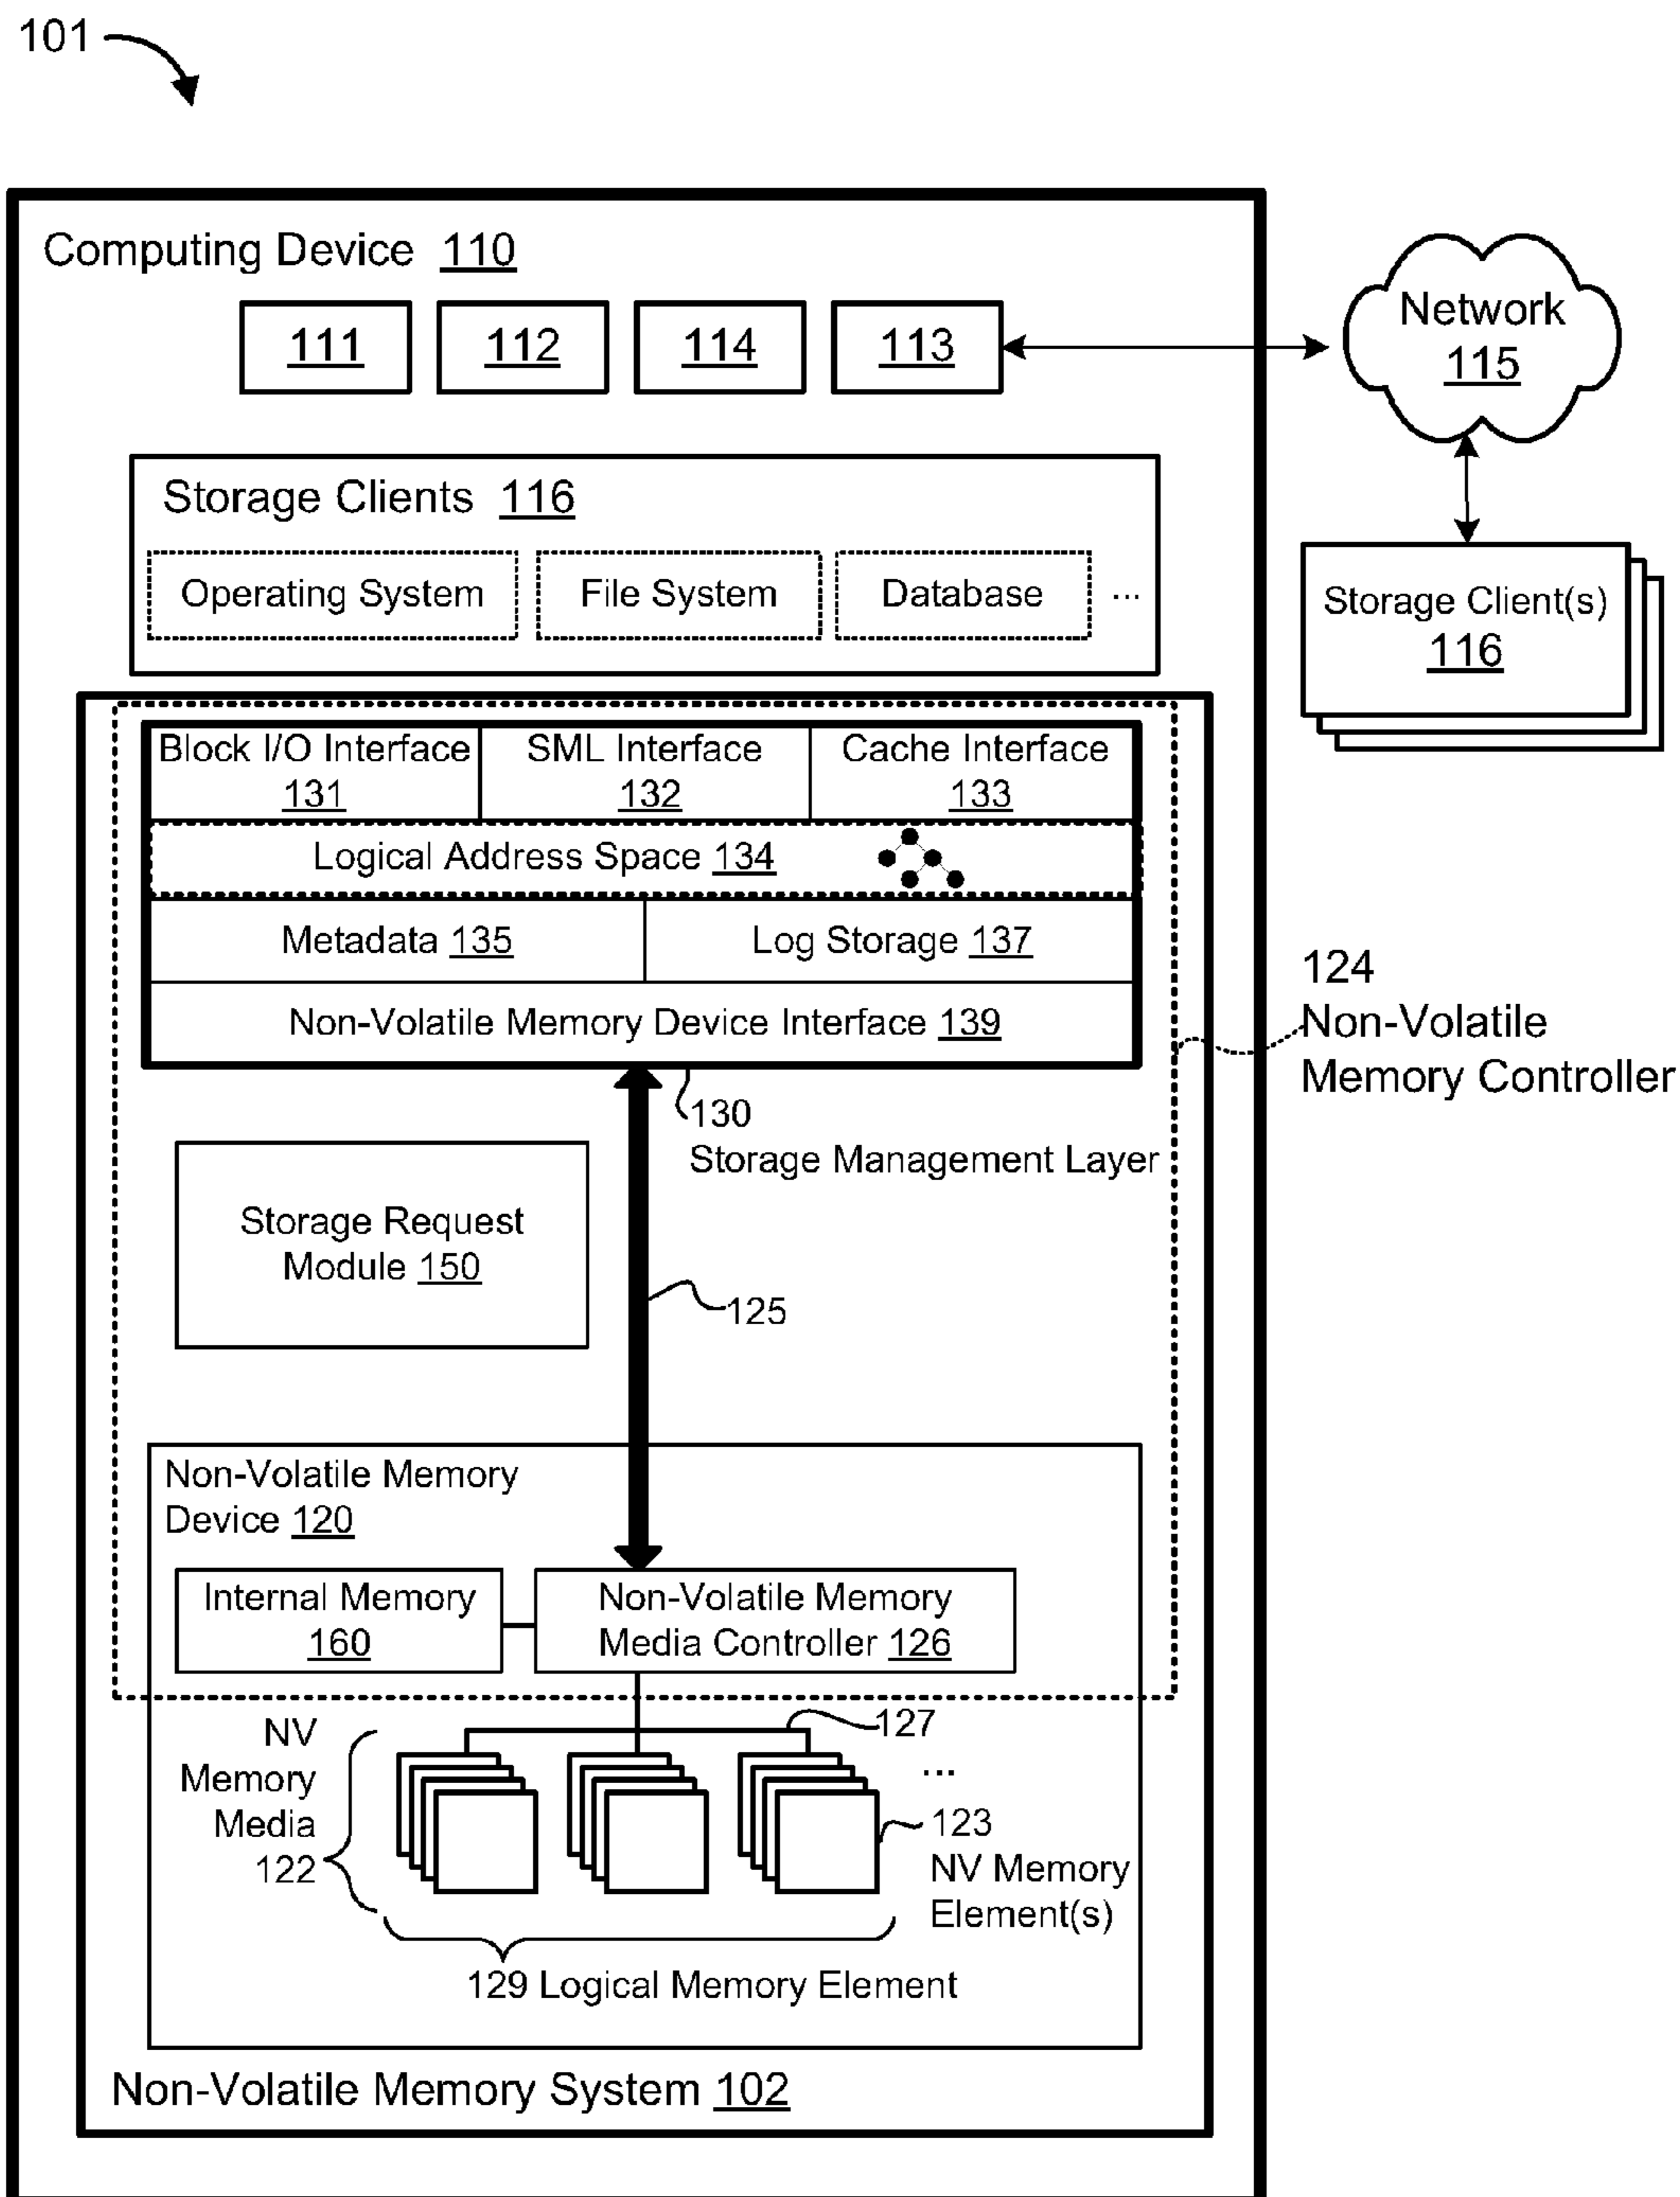 101
Computing Device 110
111 112 114 113
Network
115
Storage Clients 116
Operating System File System Database ...
Storage Client(s)
116
Block I/O Interface
131
SML Interface
132
Cache Interface
133
Logical Address Space 134
Metadata 135
Log Storage 137
Non-Volatile Memory Device Interface 139
124
Non-Volatile
Memory Controller
130
Storage Management Layer
Storage Request
Module 150
125
Non-Volatile Memory
Device 120
Internal Memory
160
Non-Volatile Memory
Media Controller 126
127
NV
Memory
Media
122
...
123
NV Memory
Element(s)
129 Logical Memory Element
Non-Volatile Memory System 102